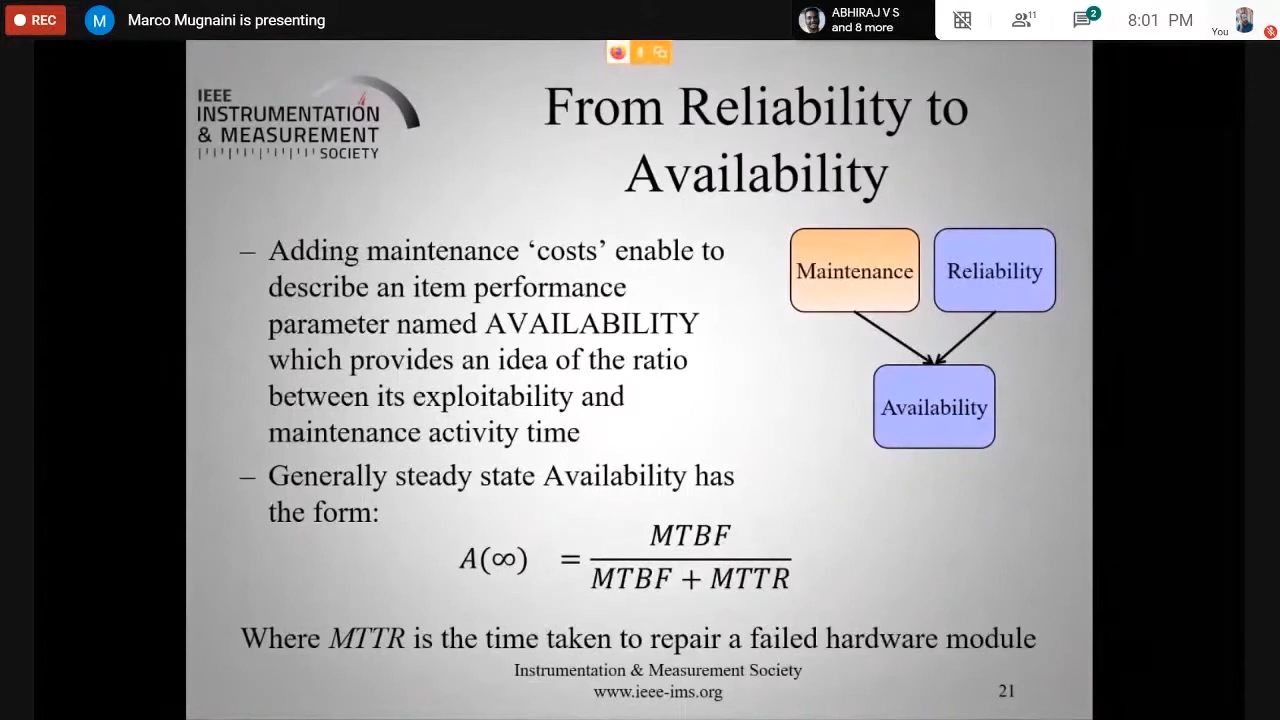 REC
M
Marco Mugnaini is presenting
ABHIRAJ V S
and 8 more
11
2
8:01 PM
You
IEEE
INSTRUMENTATION
& MEASUREMENT
SOCIETY
From Reliability to
Availability
– Adding maintenance ‘costs’ enable to
describe an item performance
parameter named AVAILABILITY
which provides an idea of the ratio
between its exploitability and
maintenance activity time
– Generally steady state Availability has
the form:
A(∞) = MTBF / MTBF + MTTR
Where MTTR is the time taken to repair a failed hardware module
Maintenance
Reliability
Availability
Instrumentation & Measurement Society
www.ieee-ims.org
21